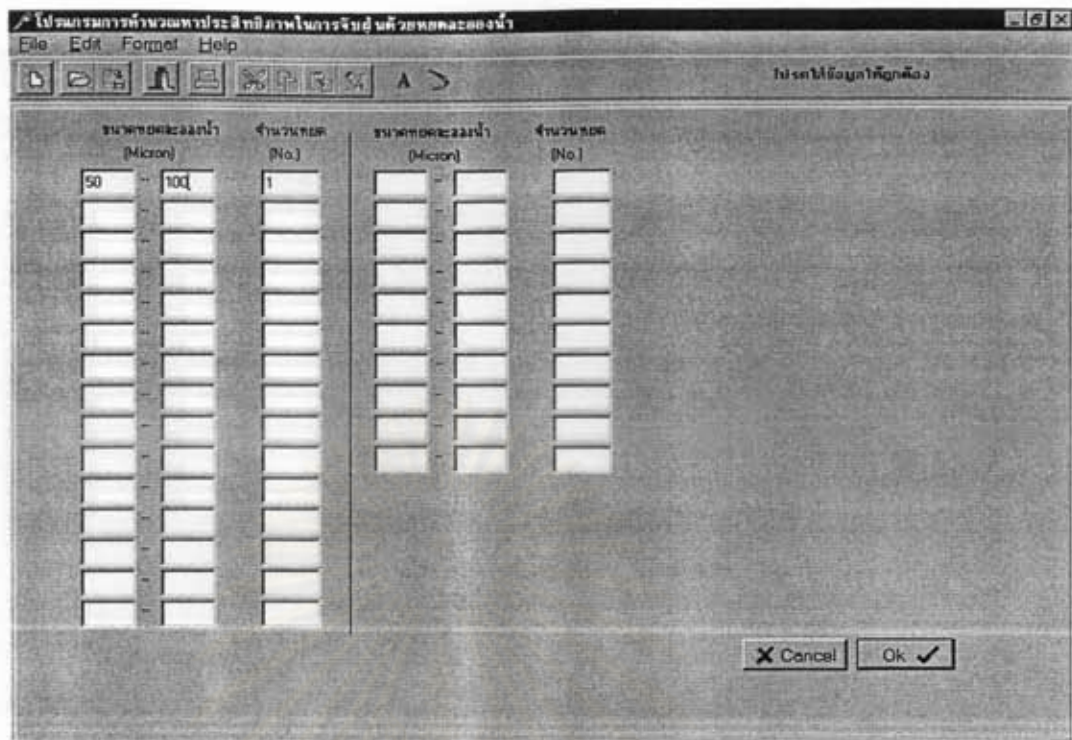 โปรแกรมการคำนวณหาประสิทธิภาพในการจับฝุ่นด้วยหยดละอองน้ำ
File Edit Format Help
A โปรดใส่ข้อมูลให้ถูกต้อง
ขนาดหยดละอองน้ำ จำนวนหยด ขนาดหยดละอองน้ำ จำนวนหยด
(Micron) (No.) (Micron) (No.)
50 - 100 1
Cancel Ok